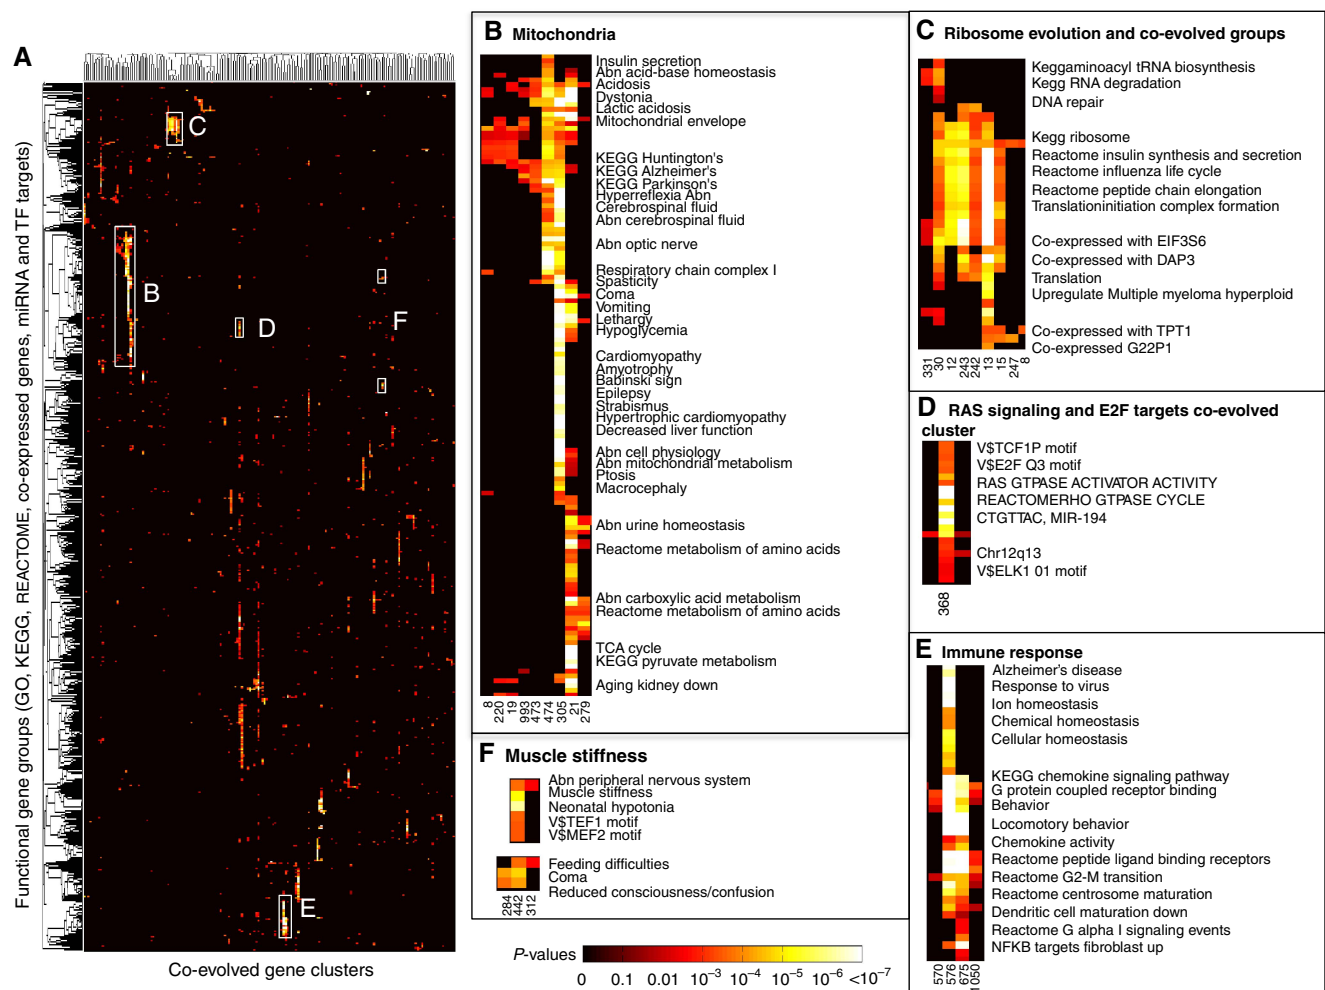 A
Functional gene groups (GO, KEGG, REACTOME, co-expressed genes, miRNA and TF targets)
C
B
D
F
E
Co-evolved gene clusters
B Mitochondria
Insulin secretion
Abn acid-base homeostasis
Acidosis
Dystonia
Lactic acidosis
Mitochondrial envelope
KEGG Huntington's
KEGG Alzheimer's
KEGG Parkinson's
Hyperreflexia Abn
Cerebrospinal fluid
Abn cerebrospinal fluid
Abn optic nerve
Respiratory chain complex I
Spasticity
Coma
Vomiting
Lethargy
Hypoglycemia
Cardiomyopathy
Amyotrophy
Babinski sign
Epilepsy
Strabismus
Hypertrophic cardiomyopathy
Decreased liver function
Abn cell physiology
Abn mitochondrial metabolism
Ptosis
Macrocephaly
Abn urine homeostasis
Reactome metabolism of amino acids
Abn carboxylic acid metabolism
Reactome metabolism of amino acids
TCA cycle
KEGG pyruvate metabolism
Aging kidney down
8 220 19 993 473 474 305 21 279
C Ribosome evolution and co-evolved groups
Keggaminoacyl tRNA biosynthesis
Kegg RNA degradation
DNA repair
Kegg ribosome
Reactome insulin synthesis and secretion
Reactome influenza life cycle
Reactome peptide chain elongation
Translationinitiation complex formation
Co-expressed with EIF3S6
Co-expressed with DAP3
Translation
Upregulate Multiple myeloma hyperploid
Co-expressed with TPT1
Co-expressed G22P1
331 30 12 243 242 13 15 247 8
D RAS signaling and E2F targets co-evolved
cluster
V$TCF1P motif
V$E2F Q3 motif
RAS GTPASE ACTIVATOR ACTIVITY
REACTOMERHO GTPASE CYCLE
CTGTTAC, MIR-194
Chr12q13
V$ELK1 01 motif
368
E Immune response
Alzheimer's disease
Response to virus
Ion homeostasis
Chemical homeostasis
Cellular homeostasis
KEGG chemokine signaling pathway
G protein coupled receptor binding
Behavior
Locomotory behavior
Chemokine activity
Reactome peptide ligand binding receptors
Reactome G2-M transition
Reactome centrosome maturation
Dendritic cell maturation down
Reactome G alpha I signaling events
NFKB targets fibroblast up
570 576 675 1050
F Muscle stiffness
Abn peripheral nervous system
Muscle stiffness
Neonatal hypotonia
V$TEF1 motif
V$MEF2 motif
Feeding difficulties
Coma
Reduced consciousness/confusion
284 442 312
P-values
0 0.1 0.01 10⁻³ 10⁻⁴ 10⁻⁵ 10⁻⁶ <10⁻⁷